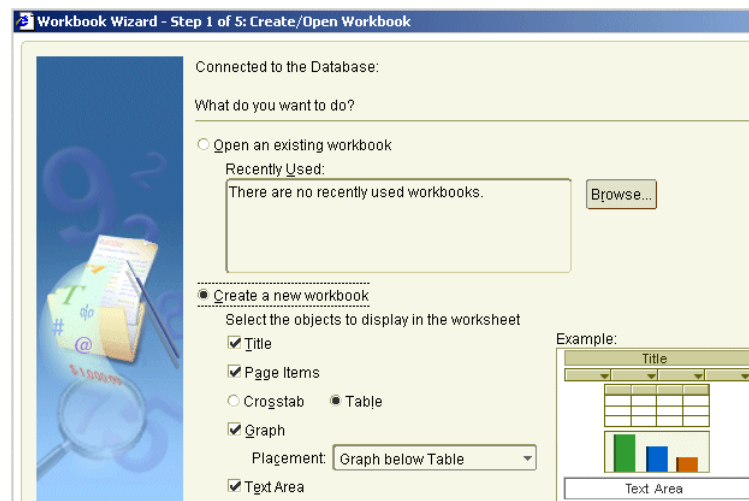 Workbook Wizard - Step 1 of 5: Create/Open Workbook
Connected to the Database:
What do you want to do?
Open an existing workbook
Recently Used:
There are no recently used workbooks.
Browse...
Create a new workbook
Select the objects to display in the worksheet
Title
Page Items
Crosstab Table
Graph
Placement: Graph below Table
Text Area
Example:
Title
Text Area
$1,000.00